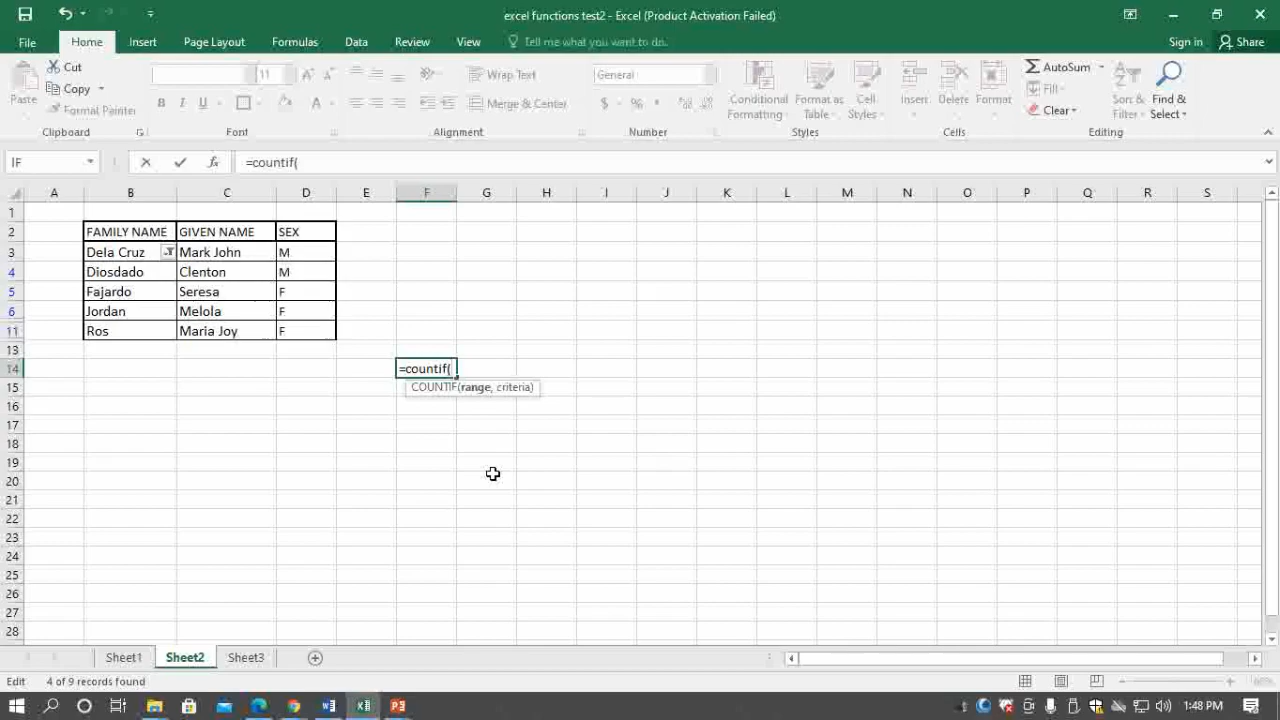 excel functions test2 - Excel (Product Activation Failed)
File Home Insert Page Layout Formulas Data Review View Tell me what you want to do. Sign in Share
Paste
Cut
Copy
Format Painter
Clipboard
11
B I U A
Font
Wrap Text
Merge & Center
Alignment
General
$ % ,
Number
Conditional Formatting
Format as Table
Cell Styles
Styles
Insert Delete Format
Cells
AutoSum
Fill
Clear
Sort & Filter
Find & Select
Editing
IF =countif(
A B C D E F G H I J K L M N O P Q R S
1
2 FAMILY NAME GIVEN NAME SEX
3 Dela Cruz Mark John M
4 Diosdado Clenton M
5 Fajardo Seresa F
6 Jordan Melola F
11 Ros Maria Joy F
13
14 =countif(
15 COUNTIF(range, criteria)
16
17
18
19
20
21
22
23
24
25
26
27
28
Sheet1 Sheet2 Sheet3
Edit 4 of 9 records found
1:48 PM